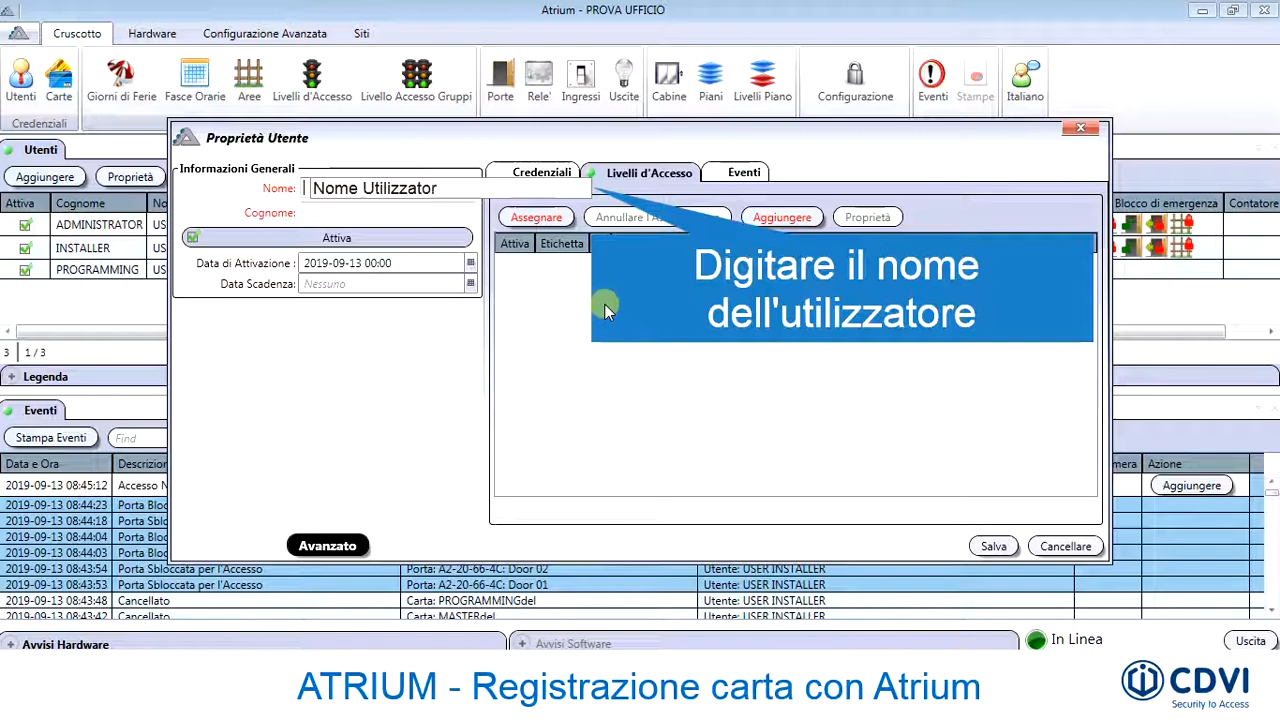 Atrium - PROVA UFFICIO
Cruscotto Hardware Configurazione Avanzata Siti
Utenti Carte Giorni di Ferie Fasce Orarie Aree Livelli d'Accesso Livello Accesso Gruppi Porte Rele' Ingressi Uscite Cabine Piani Livelli Piano Configurazione Eventi Stampe Italiano
Credenziali
Proprietà Utente
Utenti
Informazioni Generali
Credenziali Livelli d'Accesso Eventi
Aggiungere Proprietà
Nome: Nome Utilizzator
Attiva Cognome
Blocco di emergenza Contatore
Cognome:
Assegnare Annullare Aggiungere Proprietà
ADMINISTRATOR
Attiva
Attiva Etichetta
INSTALLER
Digitare il nome
dell'utilizzatore
Data di Attivazione : 2019-09-13 00:00
PROGRAMMING
Data Scadenza: Nessuno
3 1 / 3
Legenda
Eventi
Stampa Eventi Find
Data e Ora Azione
2019-09-13 08:45:12 Accesso Aggiungere
2019-09-13 08:44:23 Porta
2019-09-13 08:44:18 Porta
2019-09-13 08:44:04 Porta
2019-09-13 08:44:03 Porta
Avanzato Salva Cancellare
2019-09-13 08:43:54 Porta Sbloccata per l'Accesso Porta: A2-20-66-4C: Door 02 Utente: USER INSTALLER
2019-09-13 08:43:53 Porta Sbloccata per l'Accesso Porta: A2-20-66-4C: Door 01 Utente: USER INSTALLER
2019-09-13 08:43:48 Cancellato Carta: PROGRAMMINGdel Utente: USER INSTALLER
2019-09-13 08:43:42 Cancellato Carta: MASTERdel Utente: USER INSTALLER
Avvisi Hardware Avvisi Software In Linea Uscita
ATRIUM - Registrazione carta con Atrium
CDVI
Security to Access